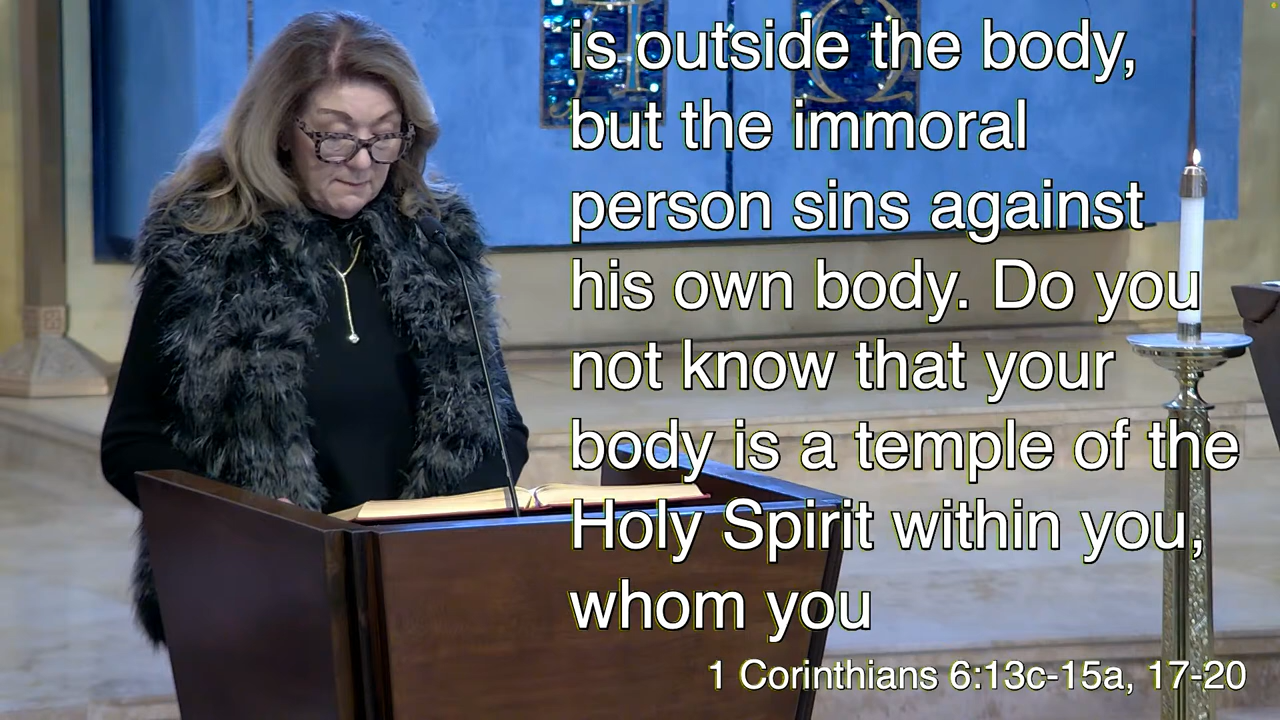 is outside the body,
but the immoral
person sins against
his own body. Do you
not know that your
body is a temple of the
Holy Spirit within you,
whom you
1 Corinthians 6:13c-15a, 17-20